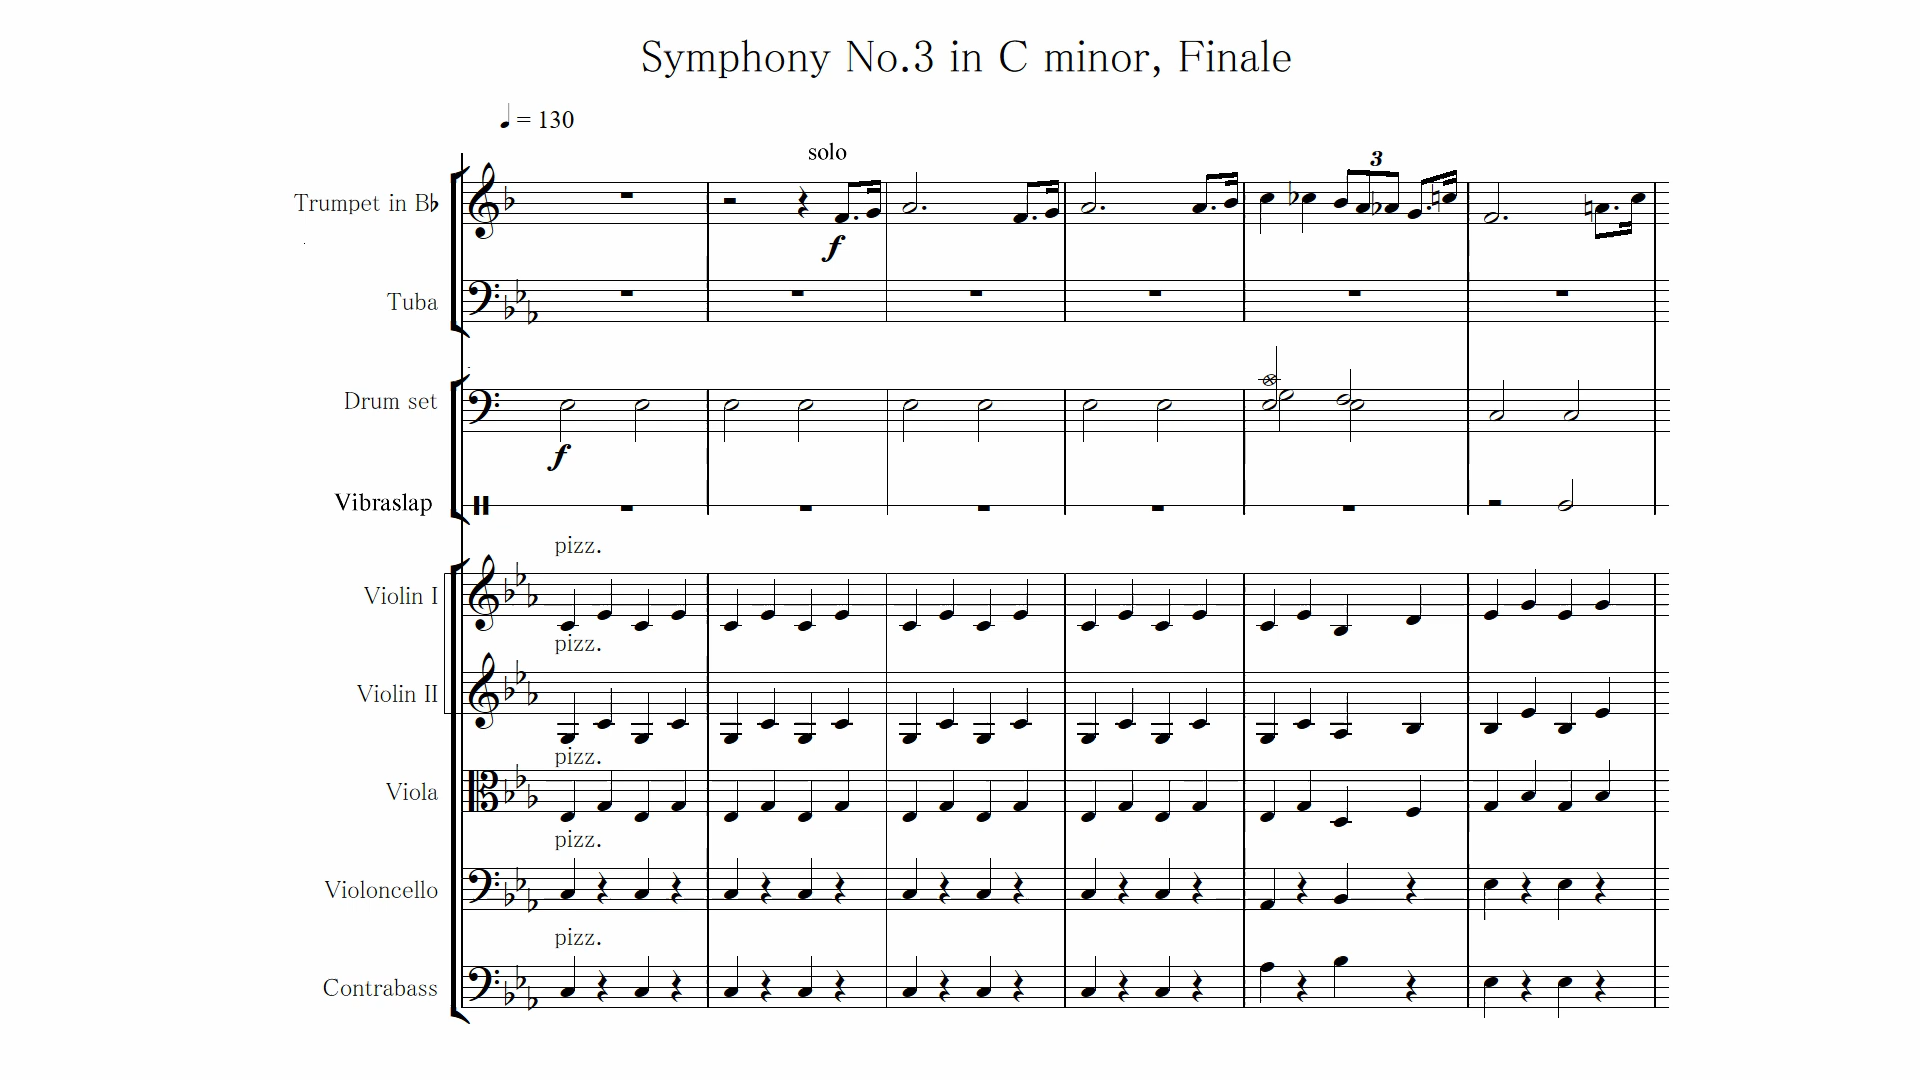 Symphony No.3 in C minor, Finale
♩ = 130
solo
Trumpet in B♭
3
f
Tuba
Drum set
f
Vibraslap
pizz.
Violin I
pizz.
Violin II
pizz.
Viola
pizz.
Violoncello
pizz.
Contrabass